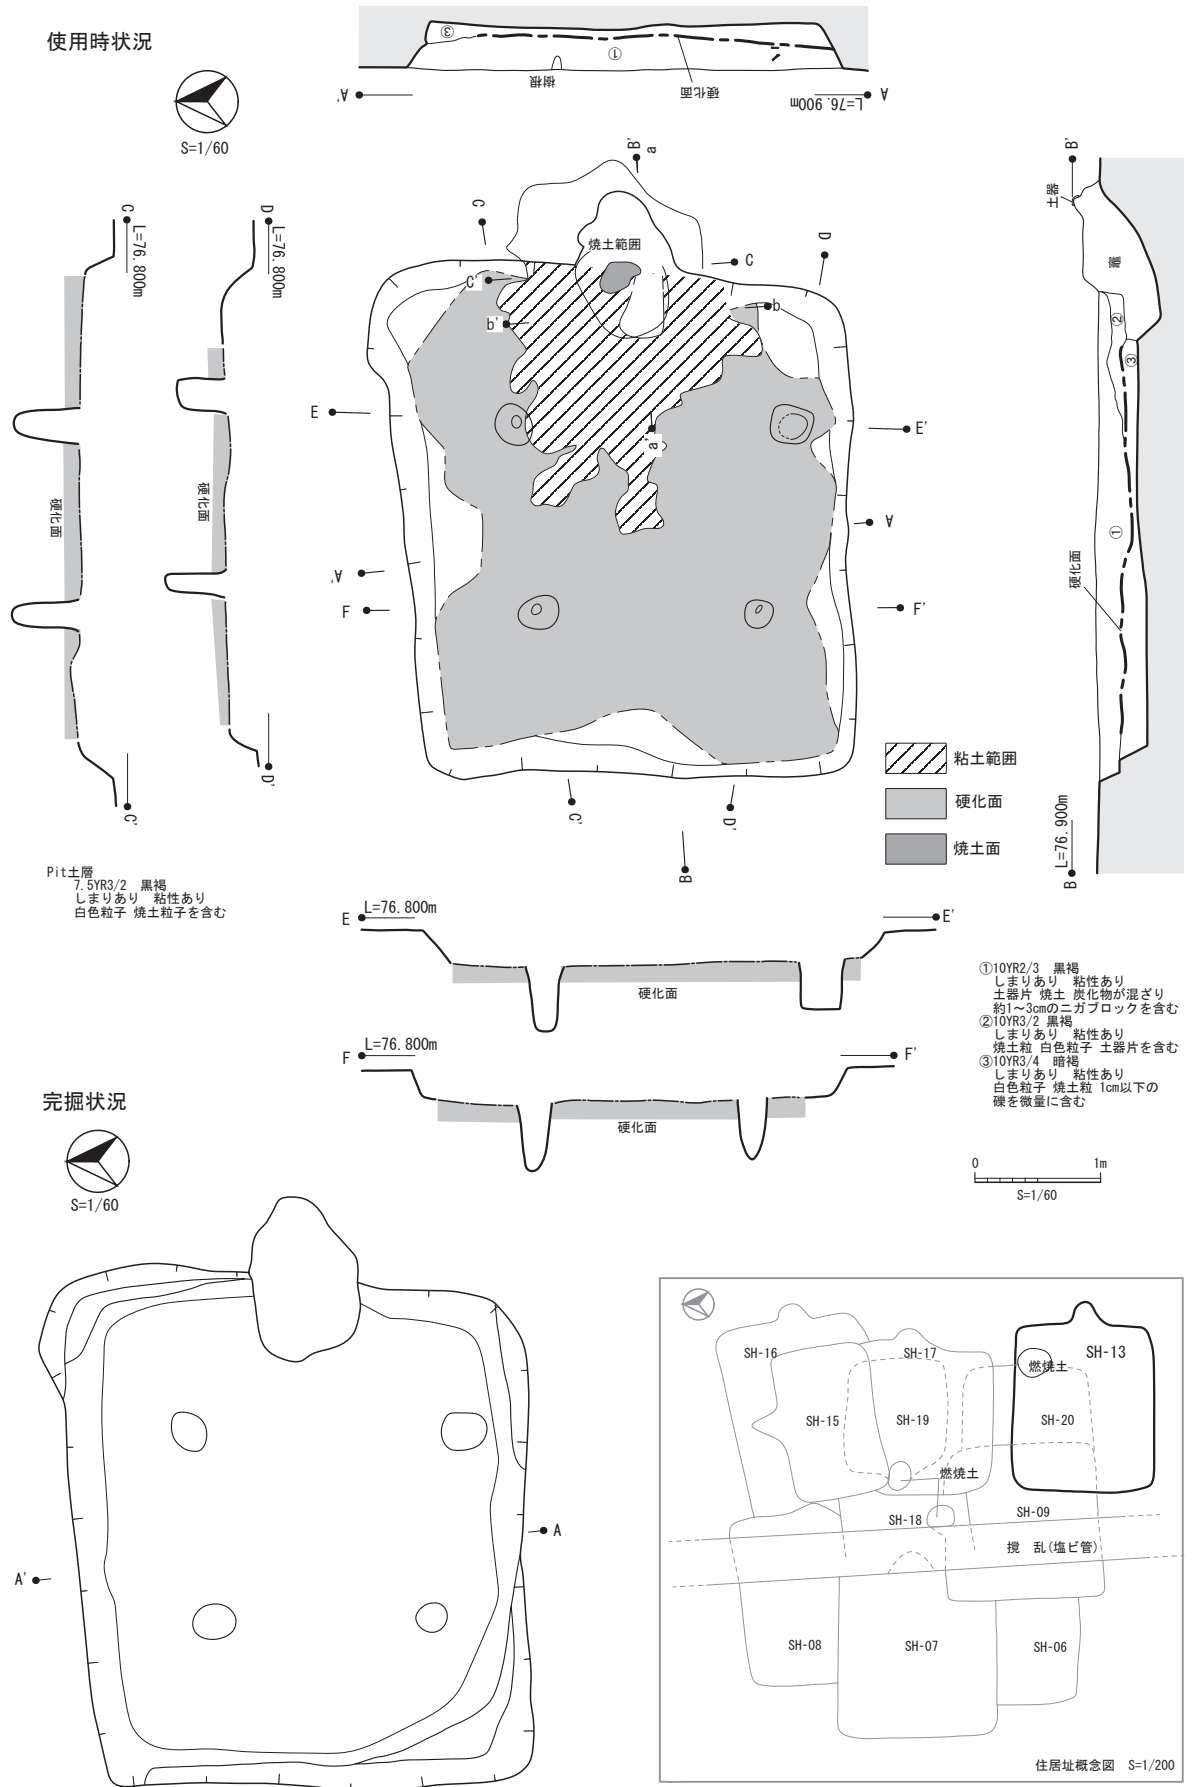 使用時状況
S=1/60
③
①
樹根
硬化面
A'
L=76.900m
A
B'
a
C
D
焼土範囲
C
C'
b
b'
E
E'
a'
A
A'
F
F'
C'
D'
B
C
L=76.800m
硬化面
C'
D
L=76.800m
硬化面
D'
B'
土器
竈
②
③
①
硬化面
L=76.900m
B
粘土範囲
硬化面
焼土面
Pit土層
7.5YR3/2 黒褐
しまりあり 粘性あり
白色粒子 焼土粒子を含む
E
L=76.800m
E'
硬化面
F
L=76.800m
F'
硬化面
①10YR2/3 黒褐
しまりあり 粘性あり
土器片 焼土 炭化物が混ざり
約1~3cmのニガブロックを含む
②10YR3/2 黒褐
しまりあり 粘性あり
焼土粒 白色粒子 土器片を含む
③10YR3/4 暗褐
しまりあり 粘性あり
白色粒子 焼土粒 1cm以下の
礫を微量に含む
0 1m
S=1/60
完掘状況
S=1/60
A
A'
SH-16
SH-17
SH-13
燃焼土
SH-15
SH-19
SH-20
燃焼土
SH-18
SH-09
撹 乱(塩ビ管)
SH-08
SH-07
SH-06
住居址概念図 S=1/200